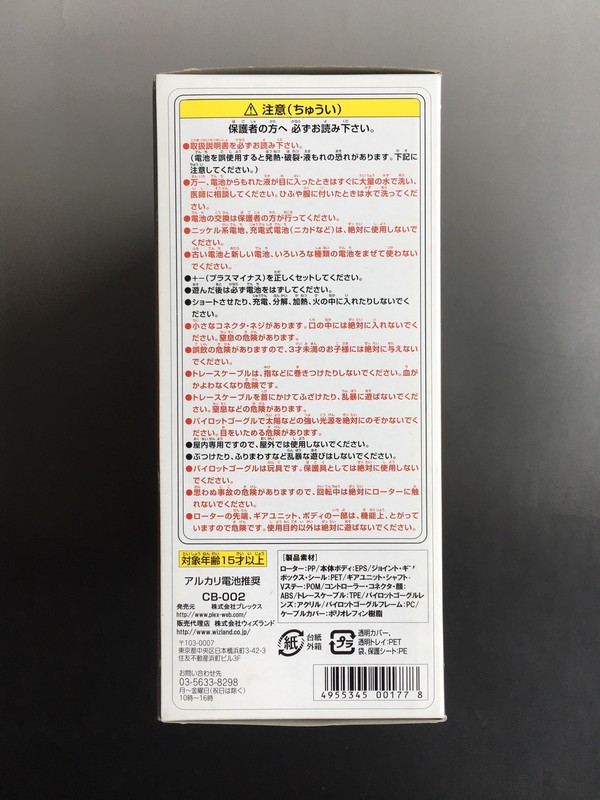 ⚠注意(ちゅうい)
保護者の方へ 必ずお読み下さい。
●取扱説明書を必ずお読み下さい。
(電池を誤使用すると発熱・破裂・液もれの恐れがあります。下記に
注意してください。)
●万一、電池からもれた液が目に入ったときはすぐに大量の水で洗い、
医師に相談してください。ひふや服に付いたときは水で洗ってくだ
さい。
●電池の交換は保護者の方が行ってください。
●ニッケル系電池、充電式電池(ニカドなど)は、絶対に使用しないで
ください。
●古い電池と新しい電池、いろいろな種類の電池をまぜて使わない
でください。
●+−(プラスマイナス)を正しくセットしてください。
●遊んだ後は必ず電池をはずしてください。
●ショートさせたり、充電、分解、加熱、火の中に入れたりしないでく
ださい。
●小さなコネクタ・ネジがあります。口の中には絶対に入れないでく
ださい。窒息の危険があります。
●誤飲の危険がありますので、3才未満のお子様には絶対に与えない
でください。
●トレースケーブルは、指などに巻きつけたりしないでください。血が
かよわなくなり危険です。
●トレースケーブルを首にかけてふざけたり、乱暴に遊ばないでくだ
さい。窒息などの危険があります。
●パイロットゴーグルで太陽などの強い光源を絶対にのぞかないでく
ださい。目をいためる危険があります。
●屋内専用ですので、屋外では使用しないでください。
●ぶつけたり、ふりまわすなど乱暴な遊びはしないでください。
●パイロットゴーグルは玩具です。保護具としては絶対に使用しない
でください。
●思わぬ事故の危険がありますので、回転中は絶対にローターに触
れないでください。
●ローターの先端、ギアユニット、ボディの一部は、機能上、とがって
いますので危険です。使用目的以外は絶対に遊ばないでください。
対象年齢15才以上
アルカリ電池推奨
CB-002
発売元 株式会社プレックス
http://www.plex-web.com/
販売代理店 株式会社ウィズランド
http://www.wizland.co.jp/
〒103-0007
東京都中央区日本橋浜町3-42-3
住友不動産浜町ビル3F
お問い合わせ先
03-5633-8298
月〜金曜日(祝日は除く)
10時〜16時
【製品素材】
ローター:PP/本体ボディ:EPS/ジョイント・ギア
ボックス・シール:PET/ギアユニット・シャフト・
リステー:POM/コントローラー・コネクタ・顔:
ABS/トレースケーブル:TPE/パイロットゴーグルレ
ンズ:アクリル/パイロットゴーグルフレーム:PC/
ケーブルカバー:ポリオレフィン樹脂
紙 台紙
外箱
プラ 透明カバー、
透明トレイ:PET
袋、保護シート:PE
4955345 00177 8